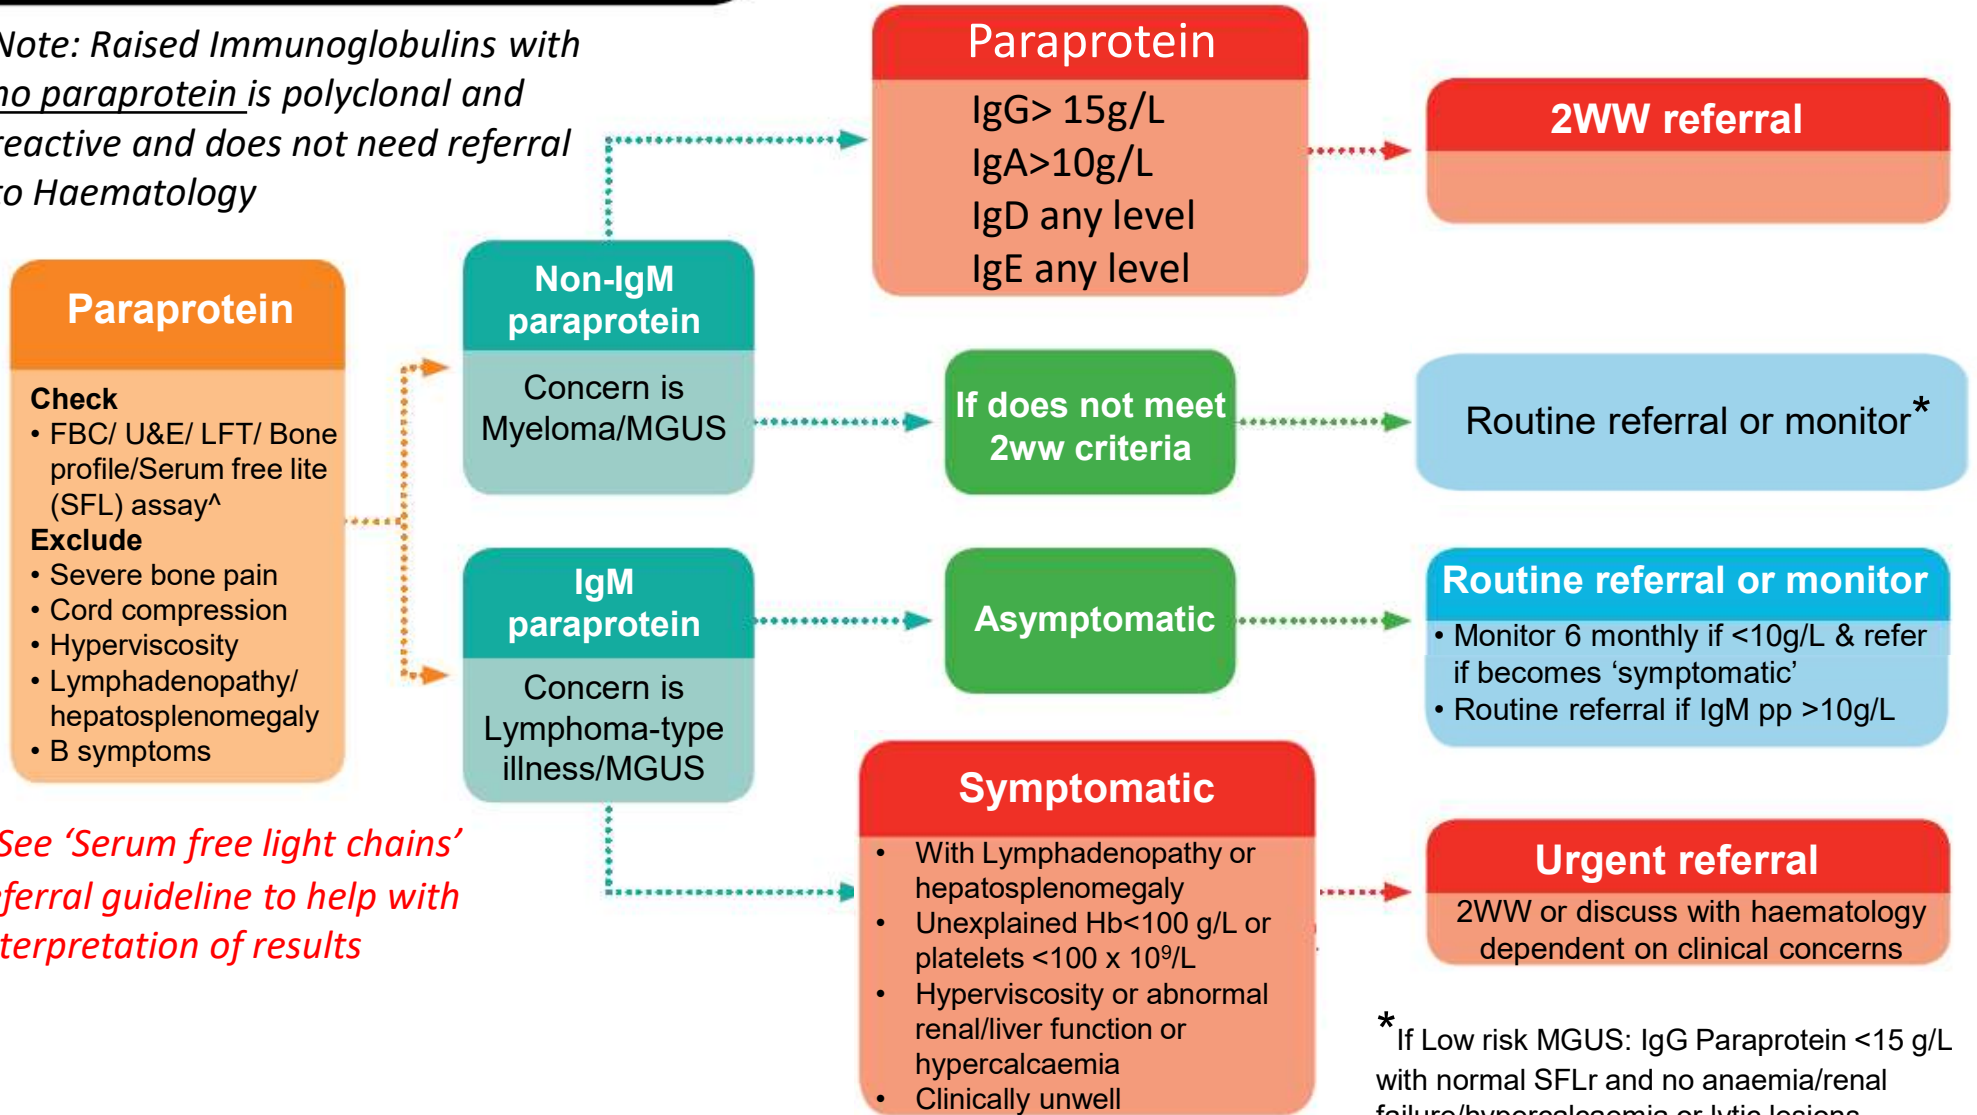 Note: Raised Immunoglobulins with
no paraprotein is polyclonal and
reactive and does not need referral
to Haematology
Paraprotein
Check
• FBC/ U&E/ LFT/ Bone
profile/Serum free lite
(SFL) assay^
Exclude
• Severe bone pain
• Cord compression
• Hyperviscosity
• Lymphadenopathy/
hepatosplenomegaly
• B symptoms
See ‘Serum free light chains’
referral guideline to help with
interpretation of results
Non-IgM
paraprotein
Concern is
Myeloma/MGUS
IgM
paraprotein
Concern is
Lymphoma-type
illness/MGUS
Paraprotein
IgG> 15g/L
IgA>10g/L
IgD any level
IgE any level
2WW referral
If does not meet
2ww criteria
Routine referral or monitor*
Asymptomatic
Routine referral or monitor
• Monitor 6 monthly if <10g/L & refer
if becomes ‘symptomatic’
• Routine referral if IgM pp >10g/L
Symptomatic
• With Lymphadenopathy or
hepatosplenomegaly
• Unexplained Hb<100 g/L or
platelets <100 x 10⁹/L
• Hyperviscosity or abnormal
renal/liver function or
hypercalcaemia
• Clinically unwell
Urgent referral
2WW or discuss with haematology
dependent on clinical concerns
*If Low risk MGUS: IgG Paraprotein <15 g/L
with normal SFLr and no anaemia/renal
failure/hypercalcaemia or lytic lesions